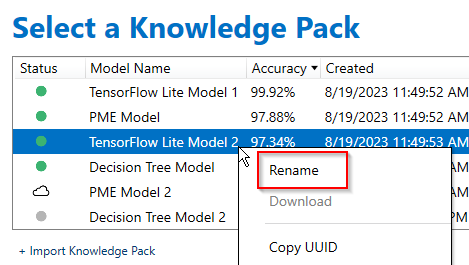 Select a Knowledge Pack
Status Model Name Accuracy Created
TensorFlow Lite Model 1 99.92% 8/19/2023 11:49:52 AM
PME Model 97.88% 8/19/2023 11:49:52 AM
TensorFlow Lite Model 2 97.34% 8/19/2023 11:49:53 AM
Decision Tree Model
Rename
PME Model 2
Download
Decision Tree Model 2
+ Import Knowledge Pack
Copy UUID